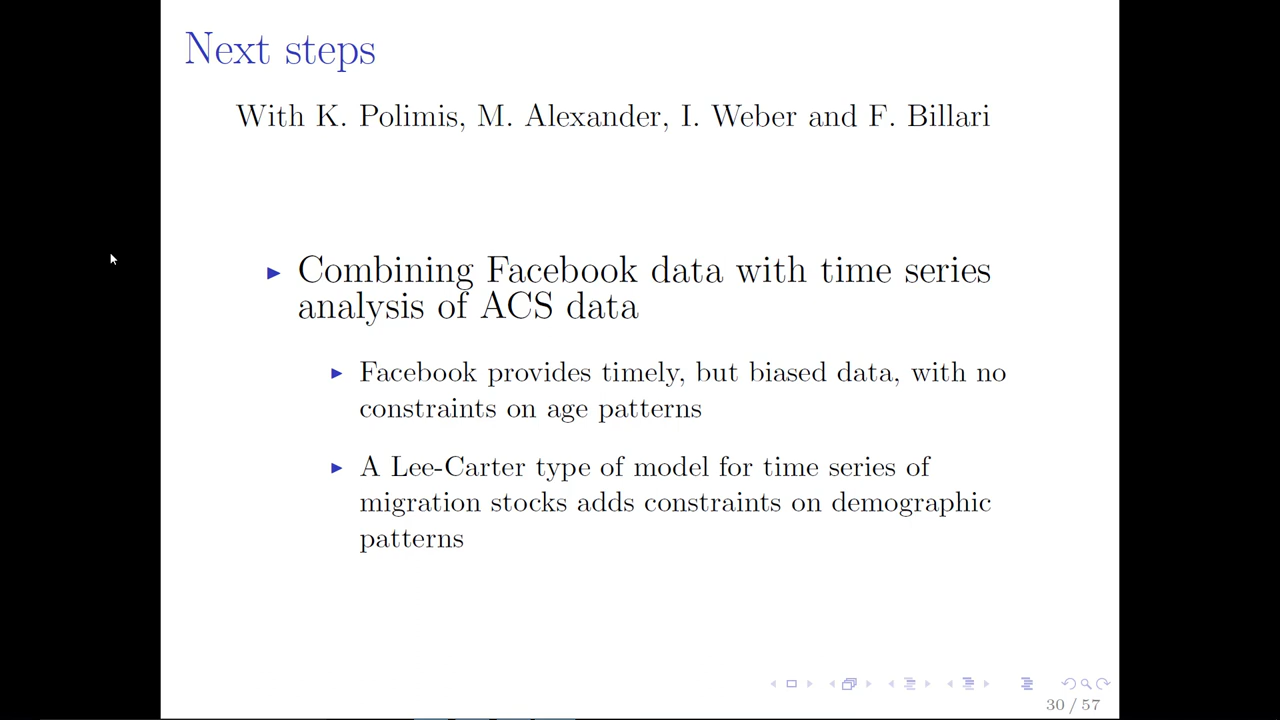 Next steps
With K. Polimis, M. Alexander, I. Weber and F. Billari
Combining Facebook data with time series
analysis of ACS data
Facebook provides timely, but biased data, with no
constraints on age patterns
A Lee-Carter type of model for time series of
migration stocks adds constraints on demographic
patterns
30 / 57